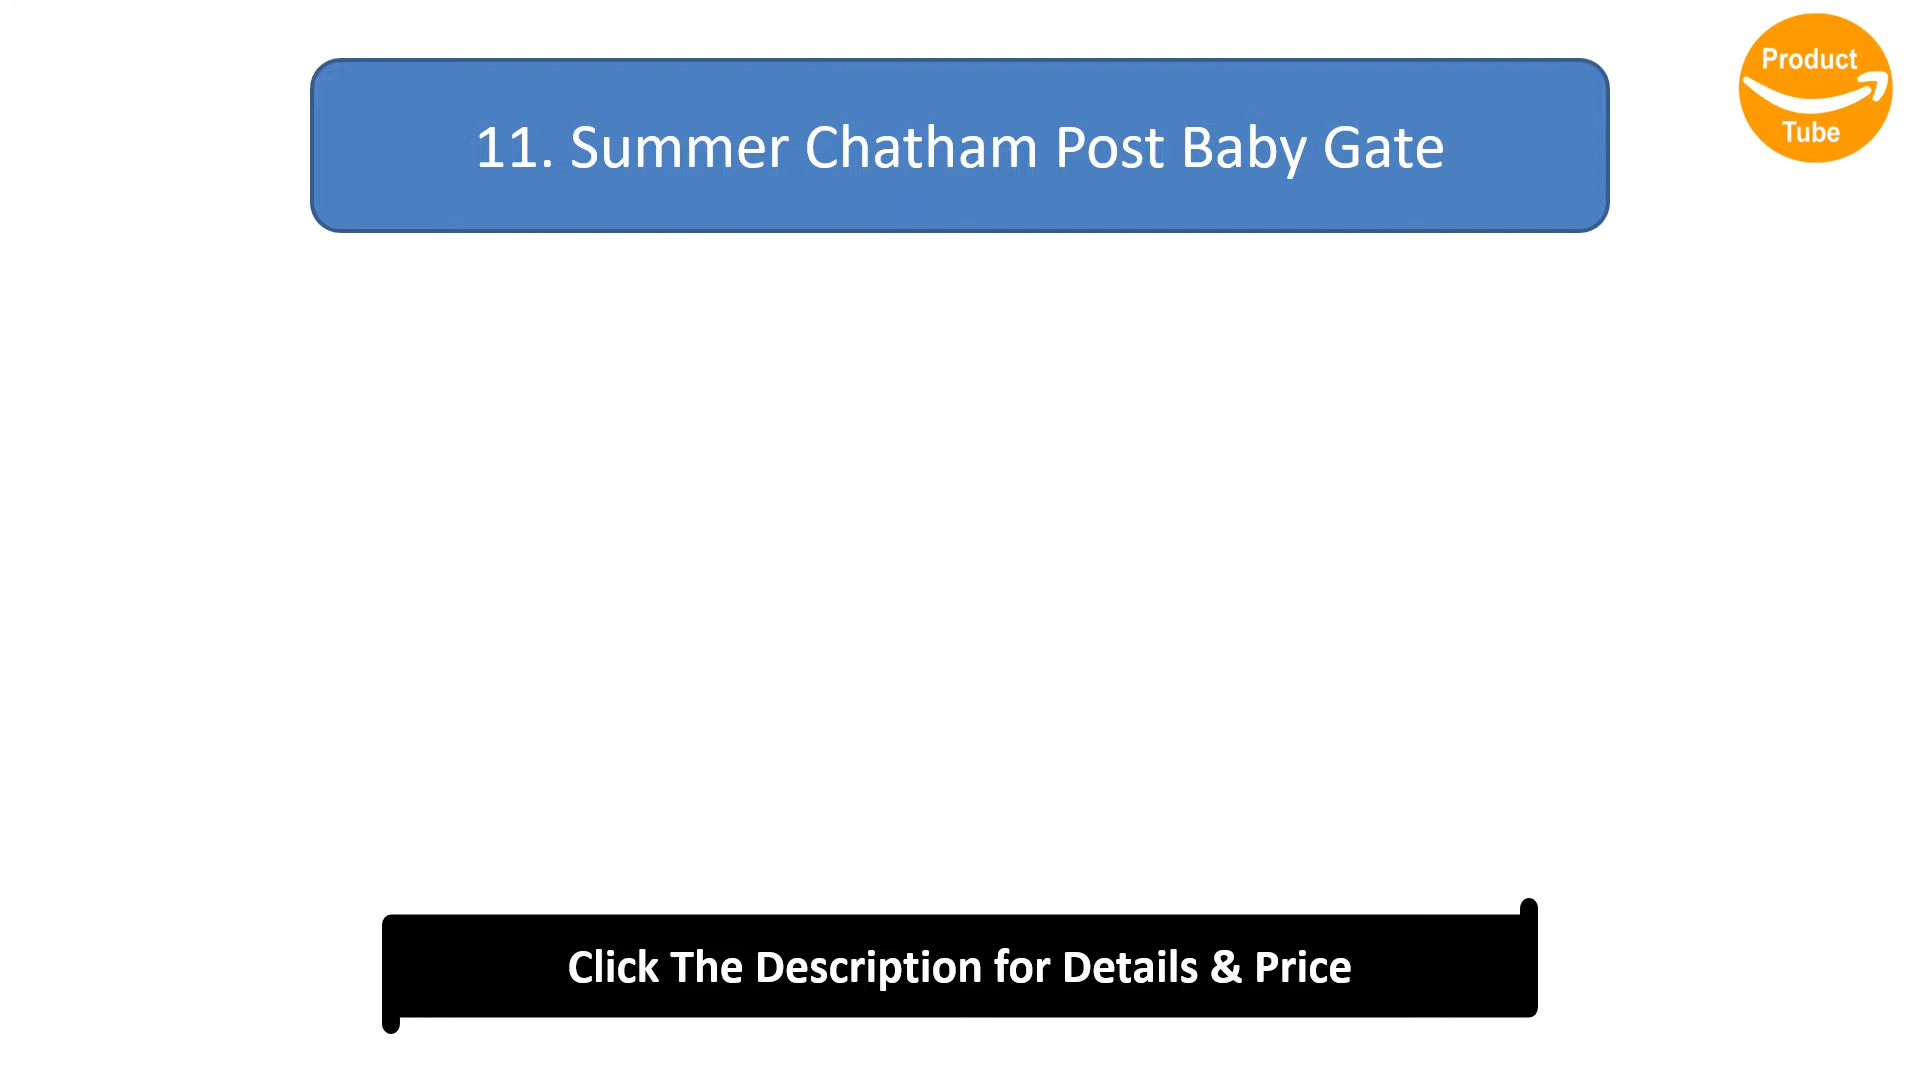 Product
Tube
11. Summer Chatham Post Baby Gate
Click The Description for Details & Price